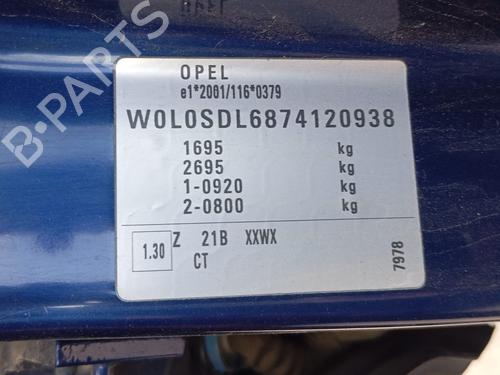 B-PARTS
OPEL
e1*2001/116*0379
W0L0SDL6874120938
1695 kg
2695 kg
1-0920 kg
2-0800 kg
1.30 Z 21B XXWX
CT
7978